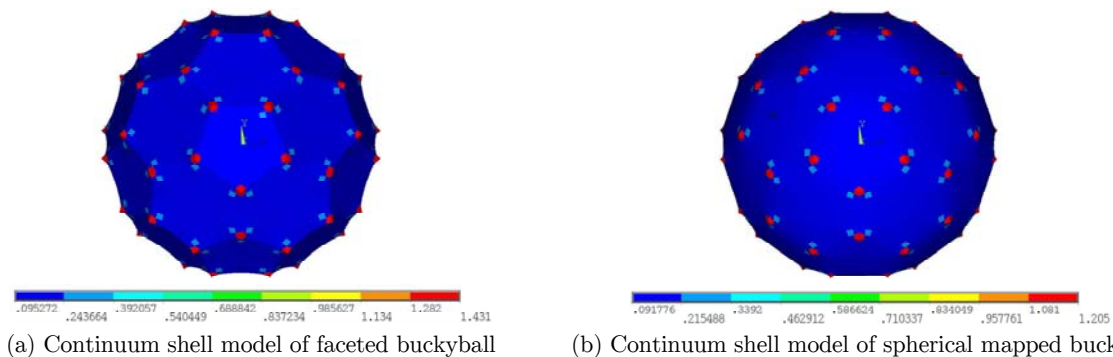 Y
Y
.095272 .392057 .688842 .985627 1.282
.243664 .540449 .837234 1.134 1.431
.091776 .3392 .586624 .834049 1.081
.215488 .462912 .710337 .957761 1.205
(a) Continuum shell model of faceted buckyball
(b) Continuum shell model of spherical mapped buck